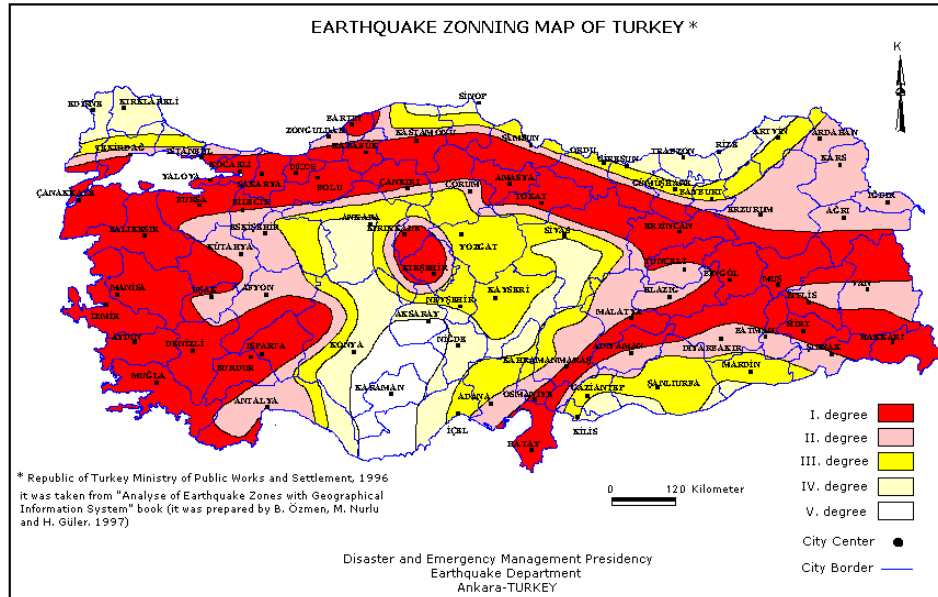 EARTHQUAKE ZONNING MAP OF TURKEY *
K
SİNOP
EDİRNE
KIRKLARELİ
BARTIN
ZONGULDAK
KASTAMONU
SAMSUN
ARTVİN
ARDAHAN
TEKİRDAĞ
İSTANBUL
KOCAELİ
KARABÜK
ORDU
GİRESUN
TRABZON
RİZE
KARS
YALOVA
SAKARYA
DÜZCE
BOLU
ÇANKIRI
ÇORUM
AMASYA
TOKAT
GÜMÜŞHANE
BAYBURT
IĞDIR
ÇANAKKALE
BURSA
BİLECİK
ERZURUM
AĞRI
BALIKESİR
ESKİŞEHİR
ANKARA
KIRIKKALE
YOZGAT
SİVAS
ERZİNCAN
KÜTAHYA
KIRŞEHİR
TUNCELİ
BİNGÖL
MUŞ
VAN
MANİSA
UŞAK
AFYON
NEVŞEHİR
KAYSERİ
ELAZIĞ
BİTLİS
İZMİR
AKSARAY
MALATYA
AYDIN
DENİZLİ
ISPARTA
KONYA
NİĞDE
KAHRAMANMARAŞ
ADIYAMAN
DİYARBAKIR
BATMAN
SİİRT
ŞIRNAK
HAKKARİ
MUĞLA
BURDUR
KARAMAN
ADANA
OSMANİYE
GAZİANTEP
ŞANLIURFA
MARDİN
ANTALYA
İÇEL
KİLİS
HATAY
I. degree
II. degree
III. degree
IV. degree
V. degree
City Center
City Border
* Republic of Turkey Ministry of Public Works and Settlement, 1996
it was taken from "Analyse of Earthquake Zones with Geographical
Information System" book (it was prepared by B. Özmen, M. Nurlu
and H. Güler. 1997)
0 120 Kilometer
Disaster and Emergency Management Presidency
Earthquake Department
Ankara-TURKEY